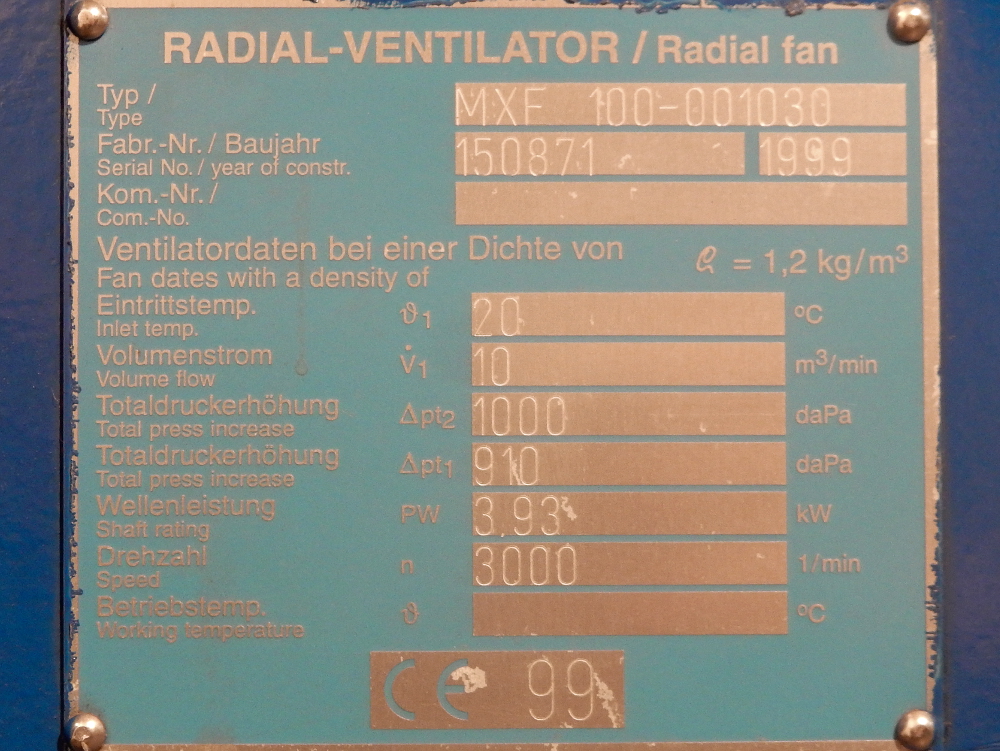 RADIAL-VENTILATOR / Radial fan
Typ / MXF 100-001030
Type
Fabr.-Nr. / Baujahr 150871 1999
Serial No. / year of constr.
Kom.-Nr. /
Com.-No.
Ventilatordaten bei einer Dichte von ϱ = 1,2 kg/m³
Fan dates with a density of
Eintrittstemp. ϑ1 20 ºC
Inlet temp.
Volumenstrom V̇1 10 m³/min
Volume flow
Totaldruckerhöhung Δpt2 1000 daPa
Total press increase
Totaldruckerhöhung Δpt1 910 daPa
Total press increase
Wellenleistung PW 3.93 kW
Shaft rating
Drehzahl n 3000 1/min
Speed
Betriebstemp. ϑ ºC
Working temperature
CE 99